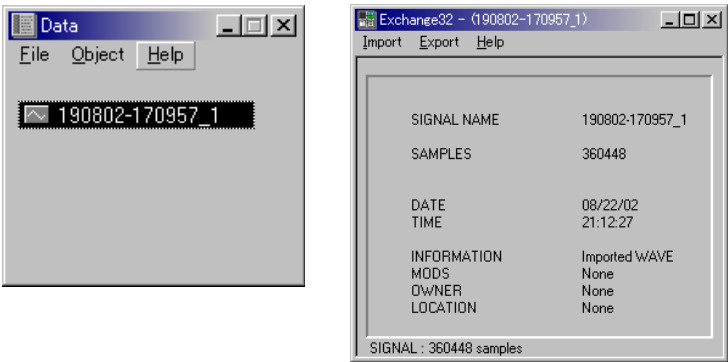 Data
File Object Help
190802-170957_1
Exchange32 - (190802-170957_1)
Import Export Help
SIGNAL NAME 190802-170957_1
SAMPLES 360448
DATE 08/22/02
TIME 21:12:27
INFORMATION Imported WAVE
MODS None
OWNER None
LOCATION None
SIGNAL : 360448 samples